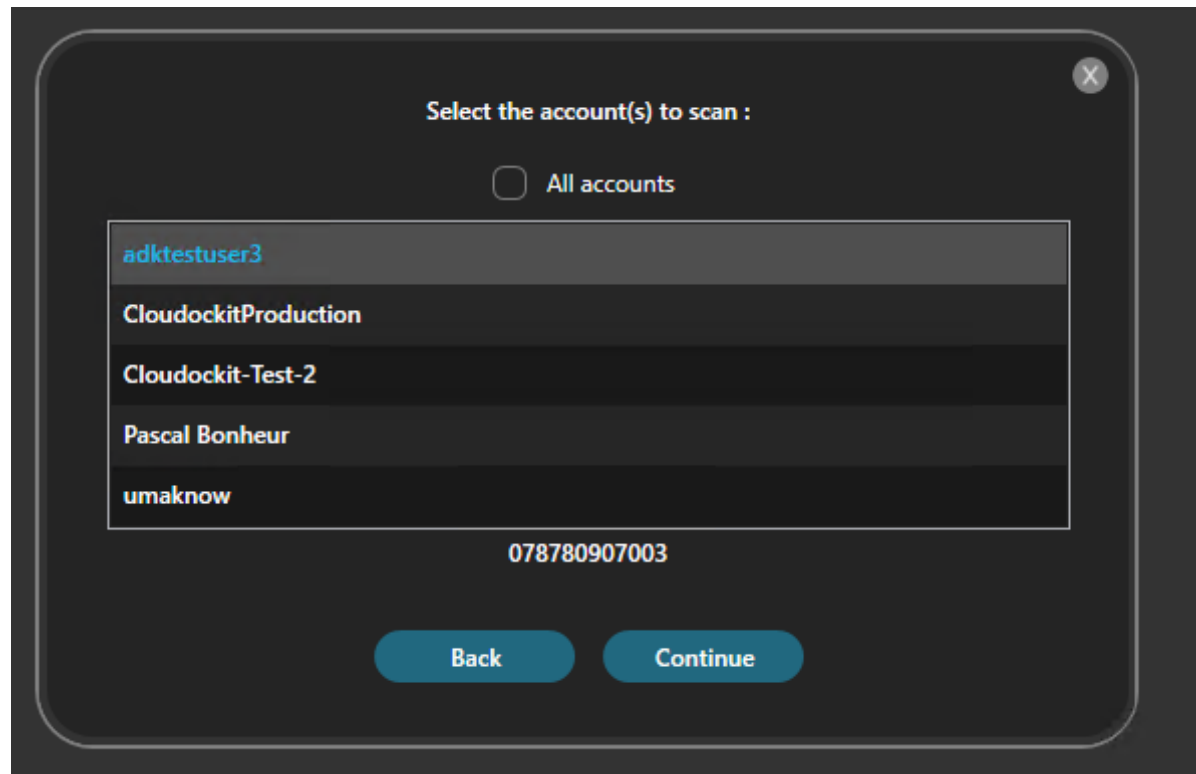 X
Select the account(s) to scan :
All accounts
adktestuser3
CloudockitProduction
Cloudockit-Test-2
Pascal Bonheur
umaknow
078780907003
Back Continue